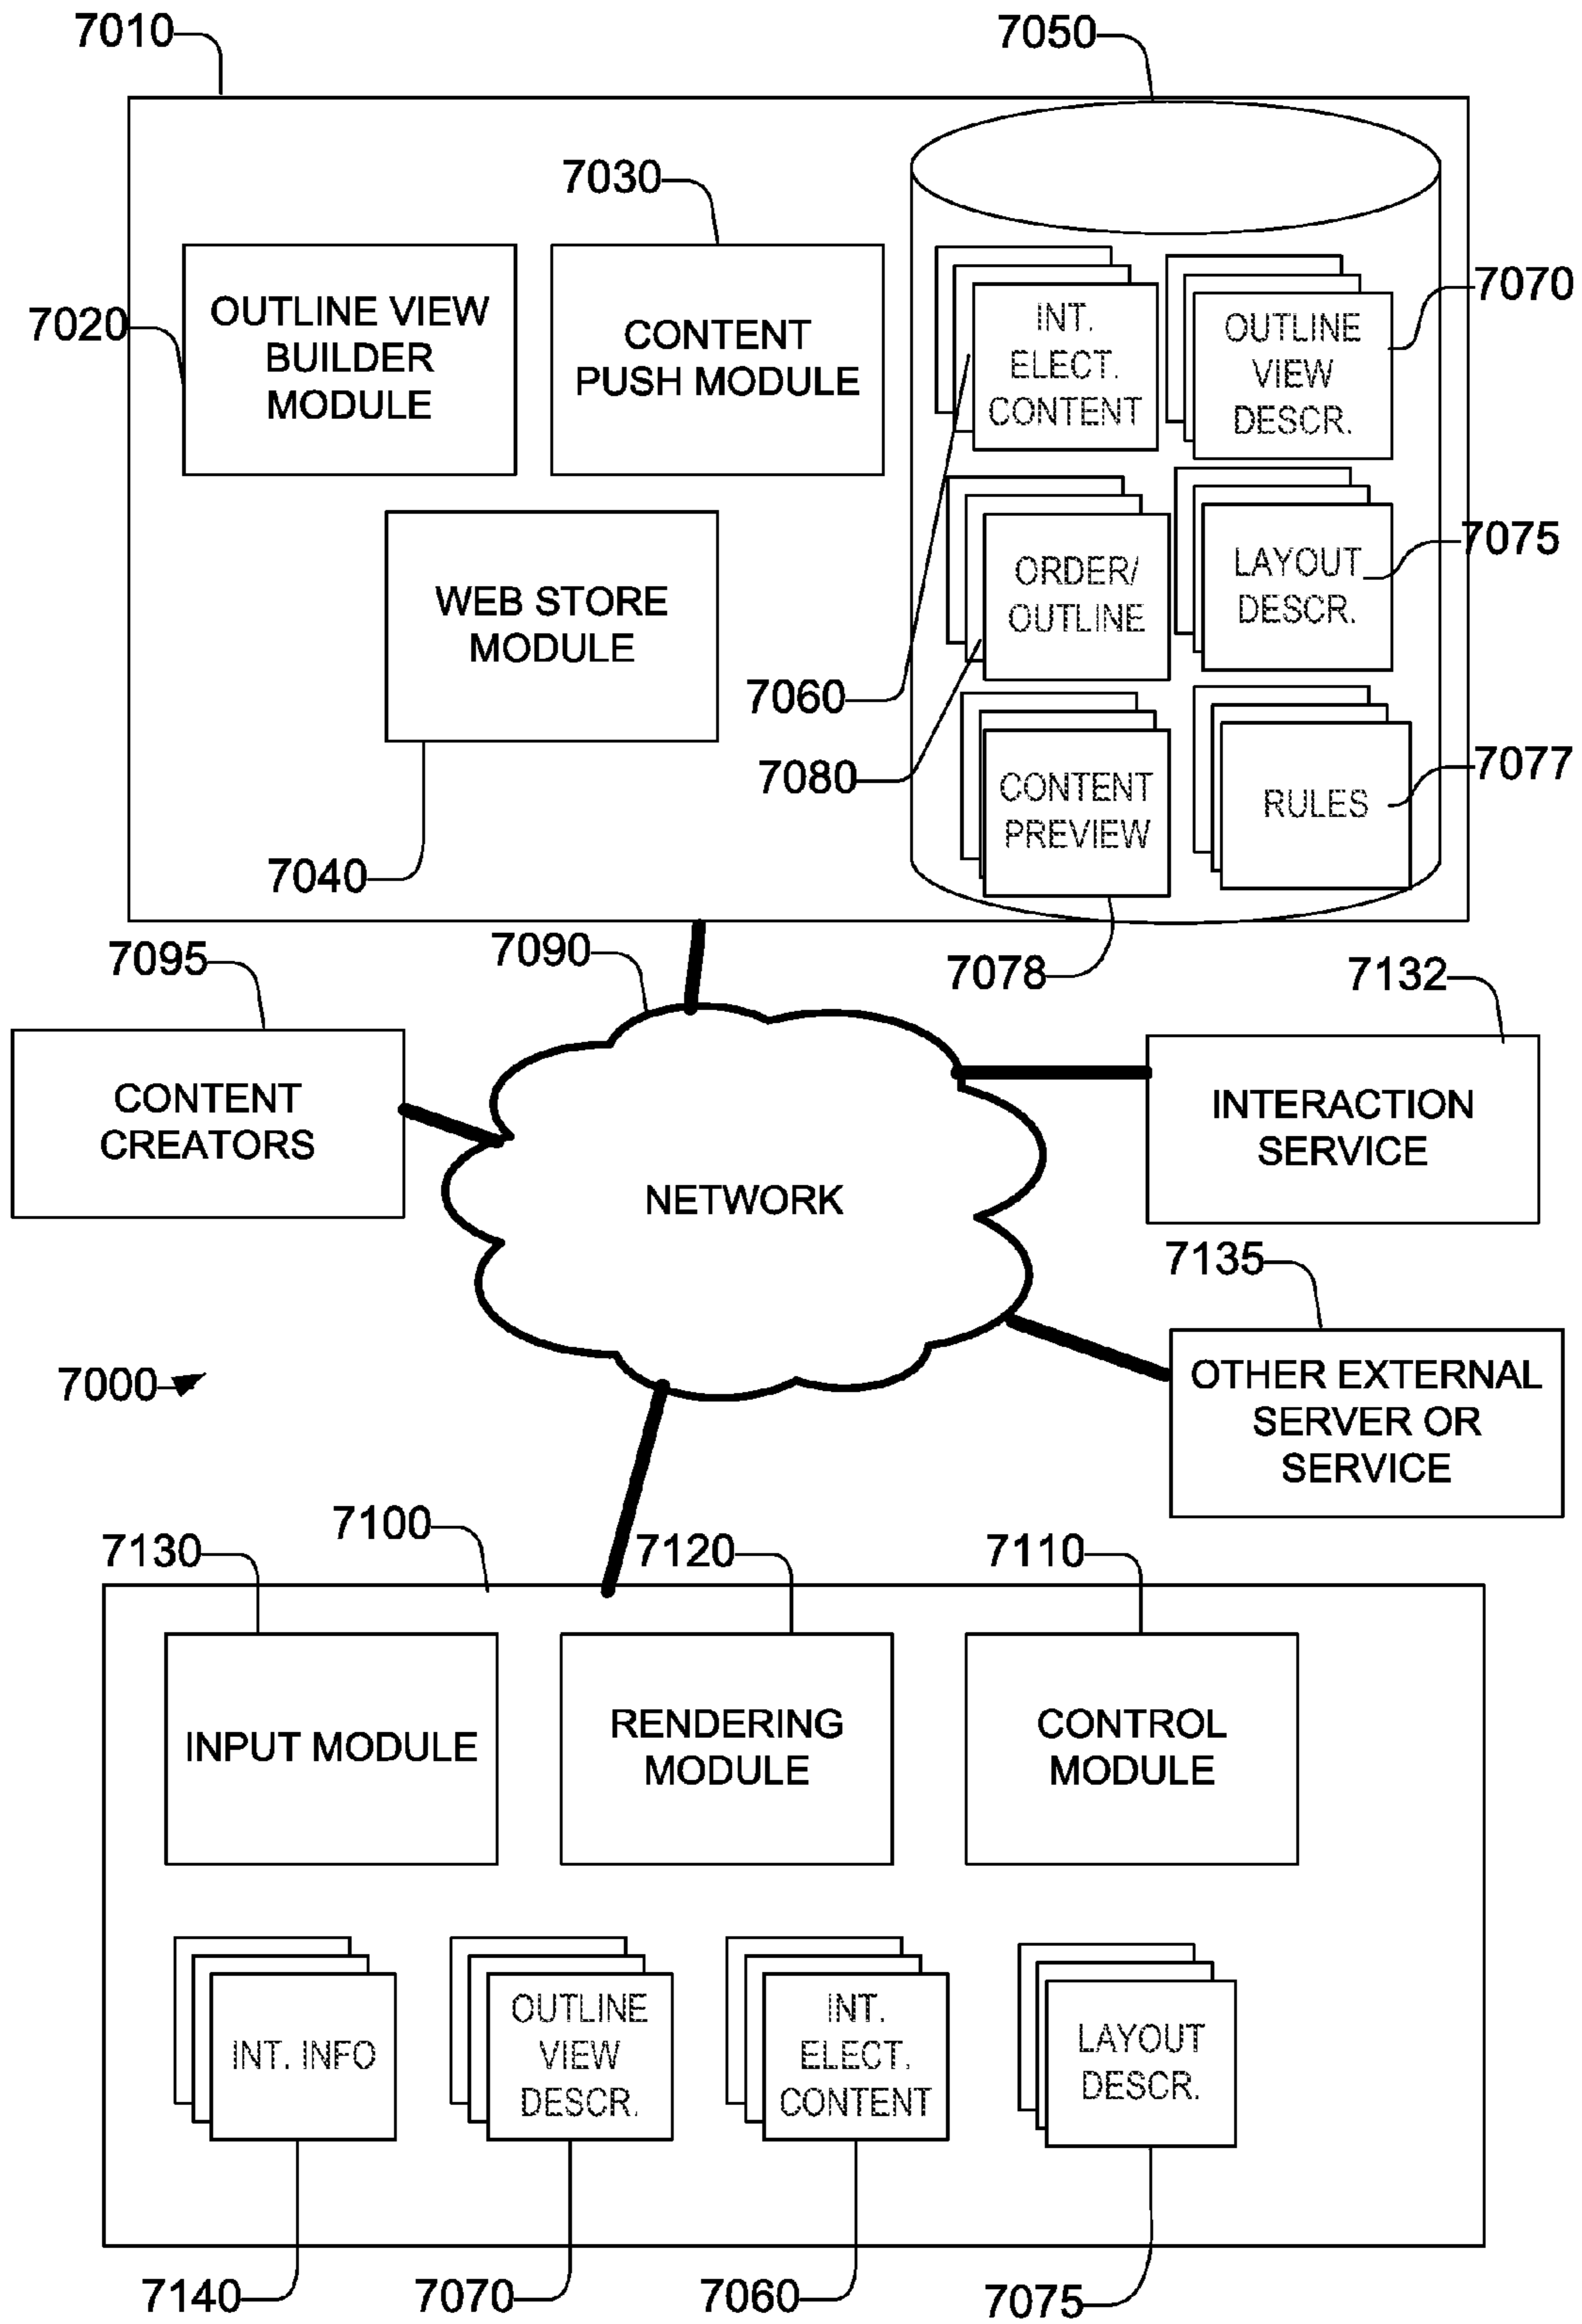 7010
7050
7030
7020
OUTLINE VIEW
BUILDER
MODULE
CONTENT
PUSH MODULE
INT.
ELECT.
CONTENT
OUTLINE
VIEW
DESCR.
7070
WEB STORE
MODULE
ORDER/
OUTLINE
LAYOUT
DESCR.
7075
7060
7080
CONTENT
PREVIEW
RULES
7077
7040
7078
7095
7090
7132
CONTENT
CREATORS
NETWORK
INTERACTION
SERVICE
7135
7000
OTHER EXTERNAL
SERVER OR
SERVICE
7100
7130
7120
7110
INPUT MODULE
RENDERING
MODULE
CONTROL
MODULE
INT. INFO
OUTLINE
VIEW
DESCR.
INT.
ELECT.
CONTENT
LAYOUT
DESCR.
7140
7070
7060
7075